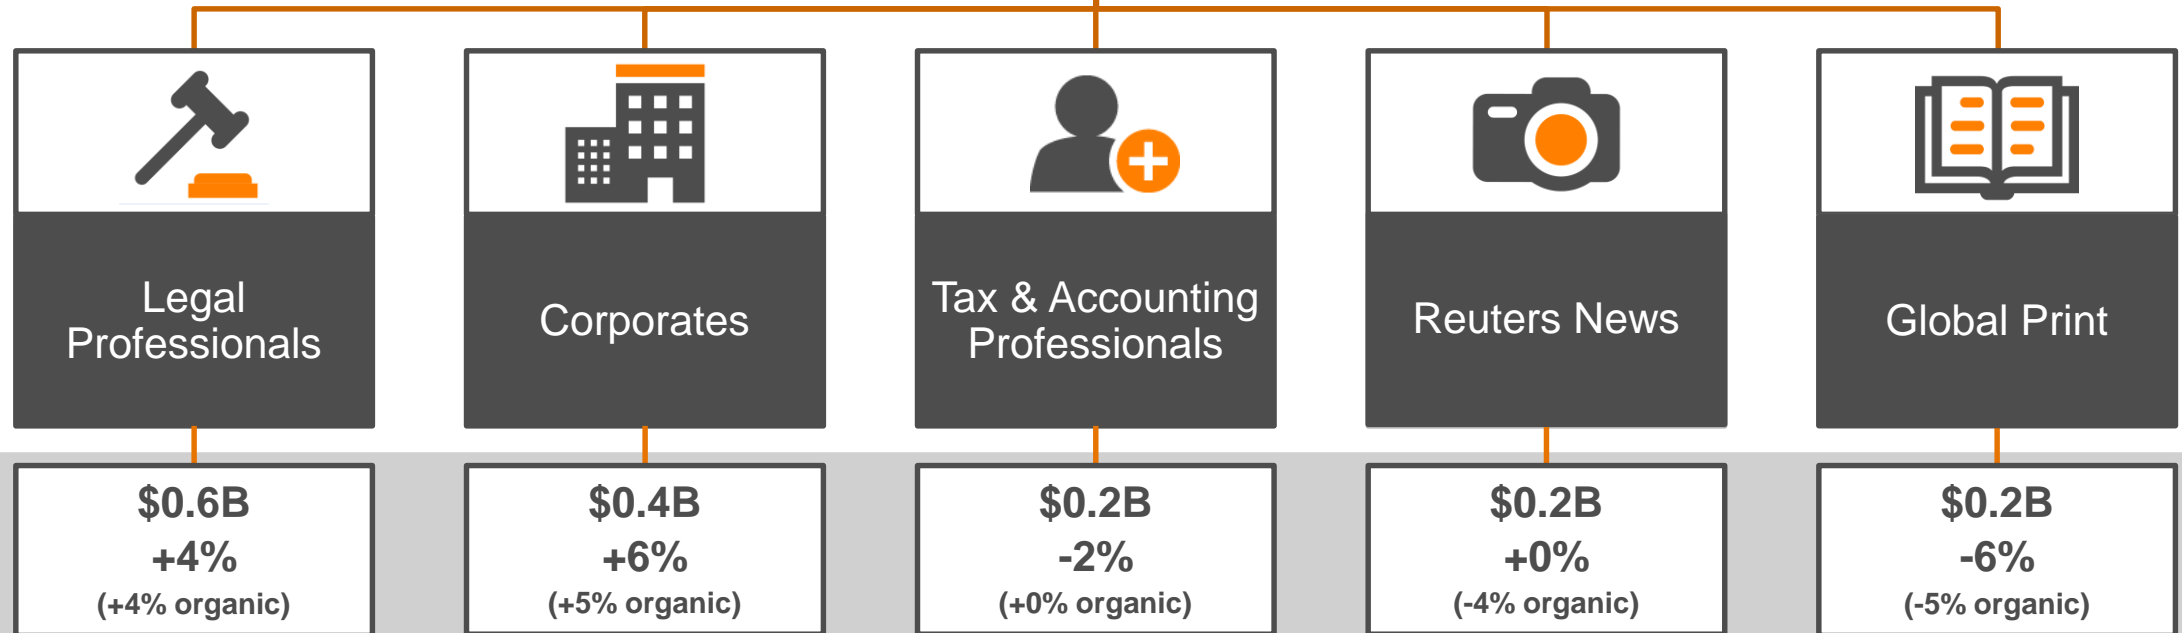 Legal
Professionals
Corporates
Tax & Accounting
Professionals
Reuters News
Global Print
$0.6B
+4%
(+4% organic)
$0.4B
+6%
(+5% organic)
$0.2B
-2%
(+0% organic)
$0.2B
+0%
(-4% organic)
$0.2B
-6%
(-5% organic)